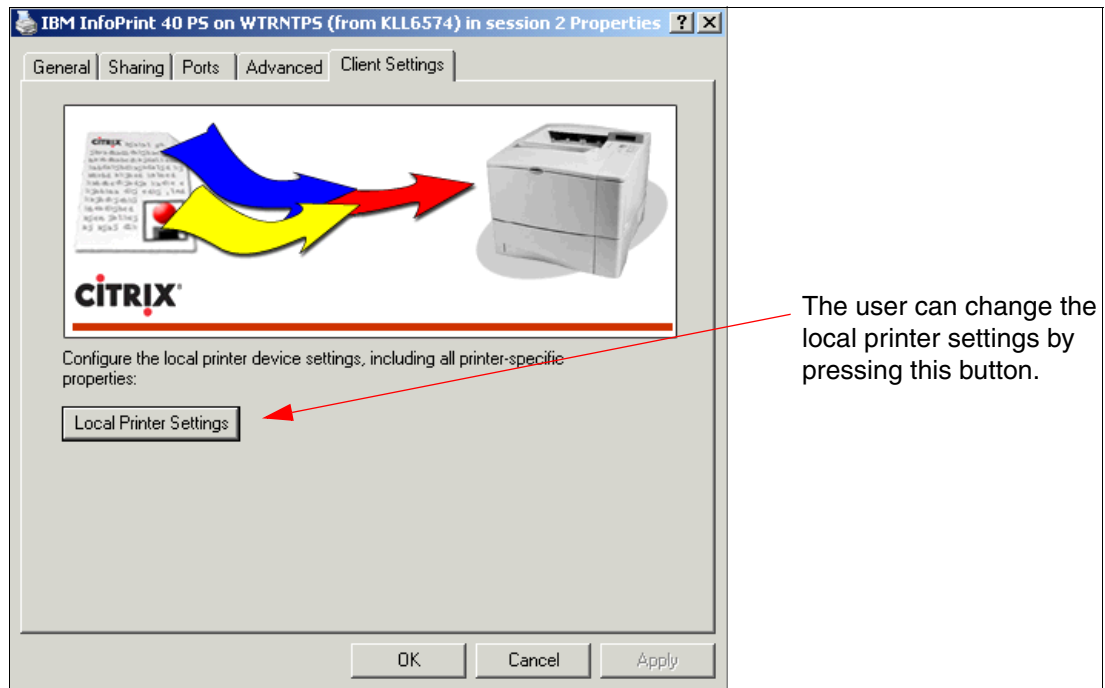 IBM InfoPrint 40 PS on WTRNTPS (from KLL6574) in session 2 Properties ? X
General Sharing Ports Advanced Client Settings
CITRIX
CITRIX
Configure the local printer device settings, including all printer-specific
properties:
Local Printer Settings
OK Cancel Apply
The user can change the
local printer settings by
pressing this button.